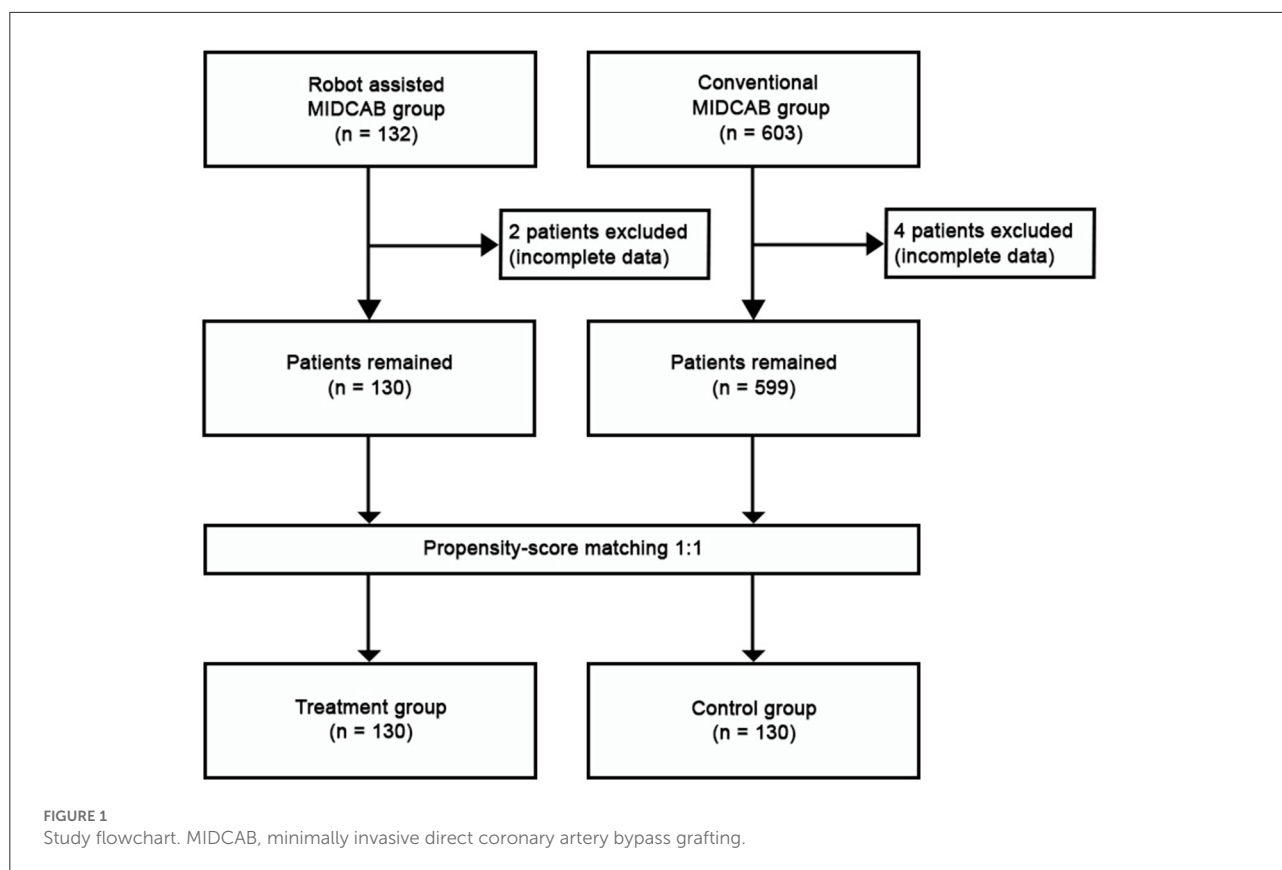 Robot assisted
MIDCAB group
(n = 132)
Conventional
MIDCAB group
(n = 603)
2 patients excluded
(incomplete data)
4 patients excluded
(incomplete data)
Patients remained
(n = 130)
Patients remained
(n = 599)
Propensity-score matching 1:1
Treatment group
(n = 130)
Control group
(n = 130)
FIGURE 1
Study flowchart. MIDCAB, minimally invasive direct coronary artery bypass grafting.